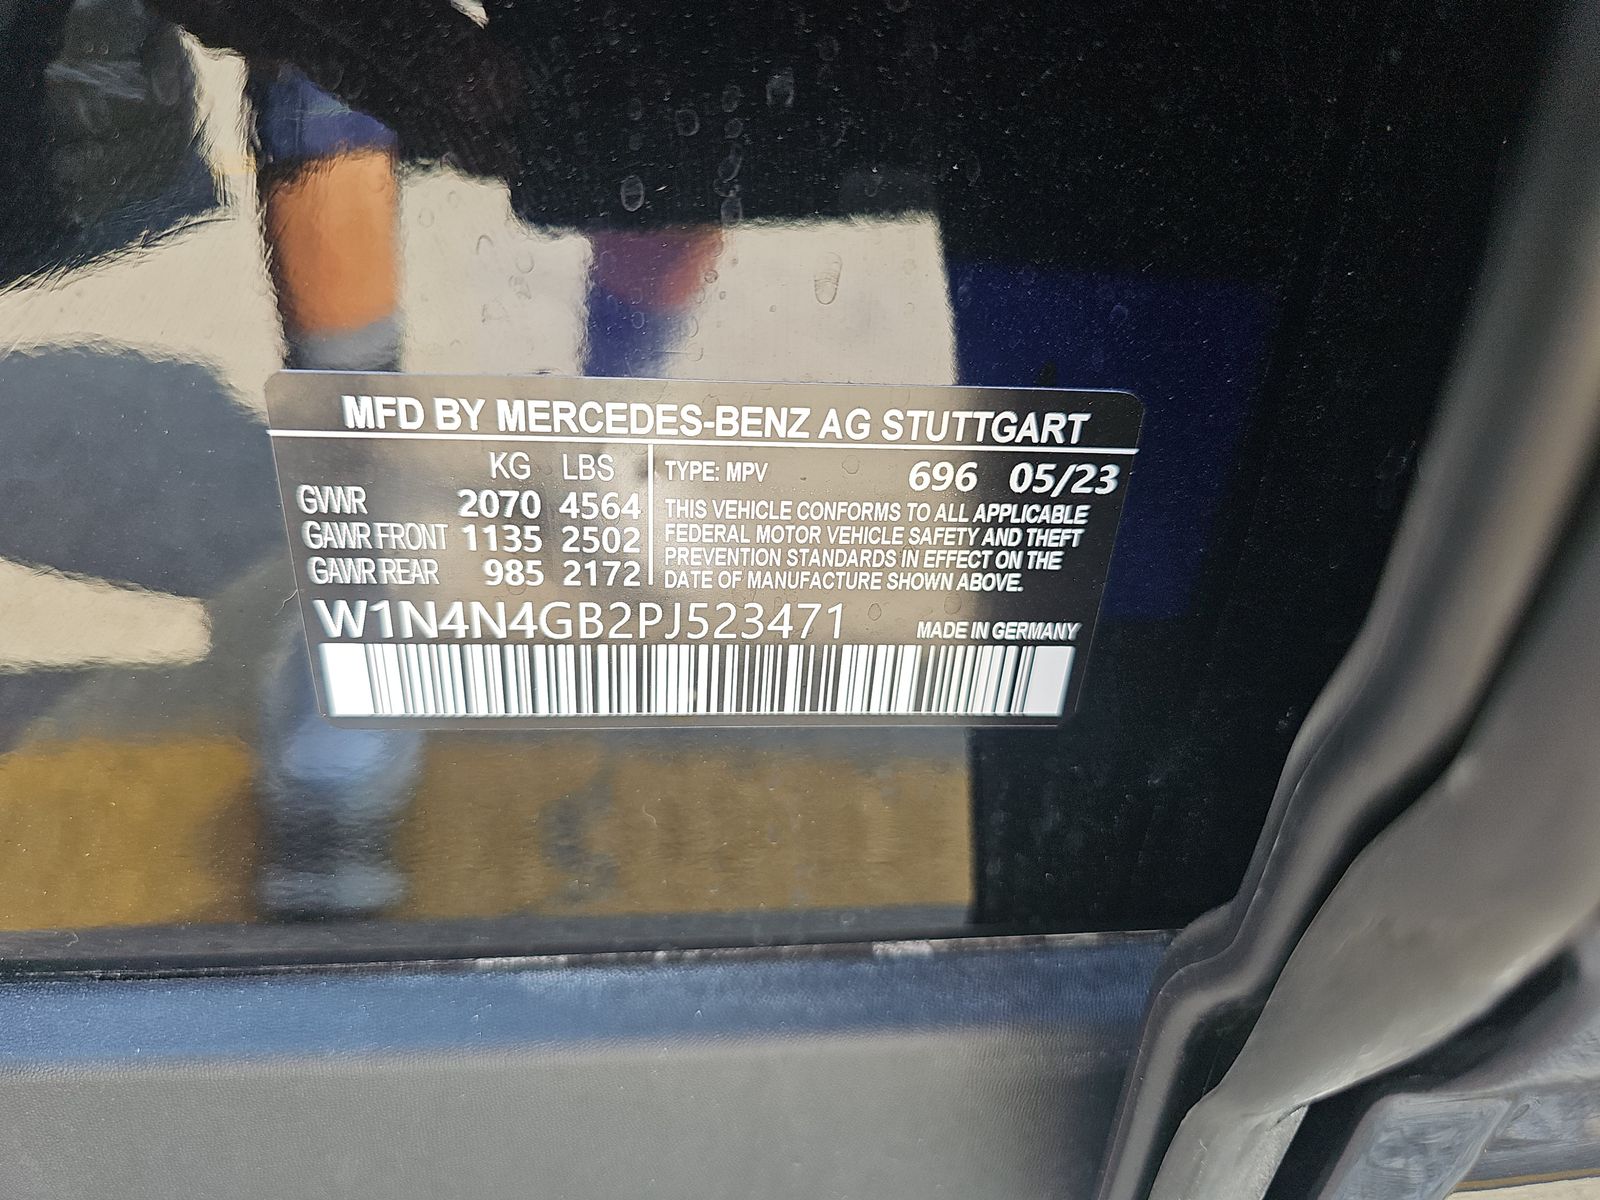 MFD BY MERCEDES-BENZ AG STUTTGART
KG LBS
GVWR 2070 4564
GAWR FRONT 1135 2502
GAWR REAR 985 2172
TYPE: MPV 696 05/23
THIS VEHICLE CONFORMS TO ALL APPLICABLE
FEDERAL MOTOR VEHICLE SAFETY AND THEFT
PREVENTION STANDARDS IN EFFECT ON THE
DATE OF MANUFACTURE SHOWN ABOVE.
W1N4N4GB2PJ523471
MADE IN GERMANY